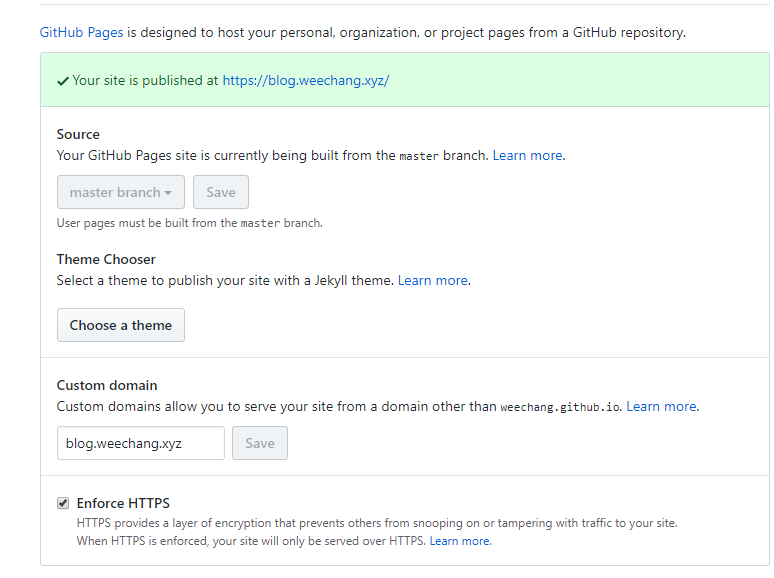 GitHub Pages is designed to host your personal, organization, or project pages from a GitHub repository.
Your site is published at https://blog.weechang.xyz/
Source
Your GitHub Pages site is currently being built from the master branch. Learn more.
master branch
Save
User pages must be built from the master branch.
Theme Chooser
Select a theme to publish your site with a Jekyll theme. Learn more.
Choose a theme
Custom domain
Custom domains allow you to serve your site from a domain other than weechang.github.io. Learn more.
blog.weechang.xyz
Save
Enforce HTTPS
HTTPS provides a layer of encryption that prevents others from snooping on or tampering with traffic to your site.
When HTTPS is enforced, your site will only be served over HTTPS. Learn more.